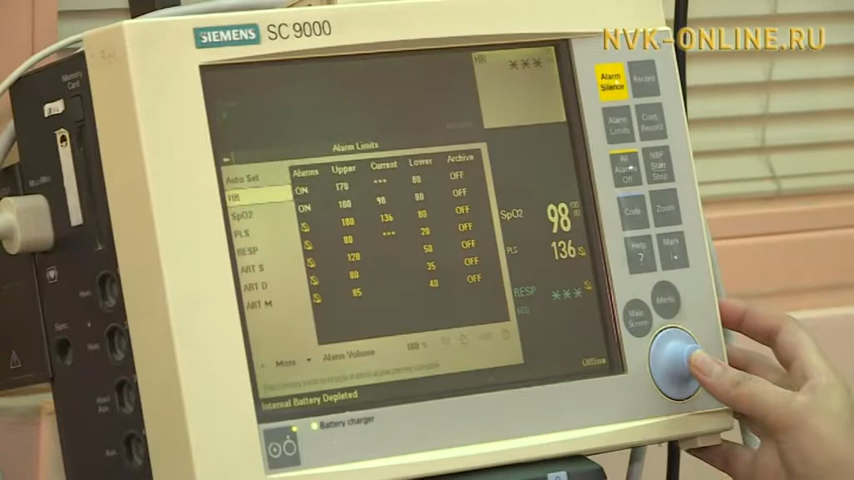 SIEMENS SC 9000
NVK-ONLINE.RU
Memory Card
HR ***
Alarm Silence
Record
Alarm Limits
Cont. Record
All Alarms Off
NBP Start Stop
Code
Zoom
Help ?
Mark
Main Screen
Menu
Alarm Limits
Alarms Upper Current Lower Archive
Auto Set
HR ON 170 *** 80 OFF
SpO2 ON 100 98 80 OFF
PLS 180 136 80 OFF
RESP 80 *** 20 OFF
ART S 120 50 OFF
ART D 80 35 OFF
ART M 85 40 OFF
More Alarm Volume 100 %
SpO2 98
PLS 136
RESP ***
Offline
Internal Battery Depleted
Battery charger